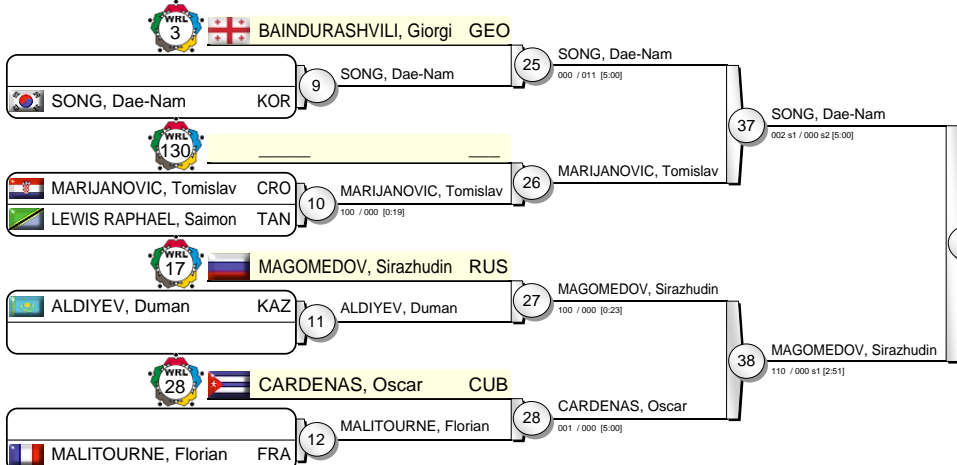 WRL
3
BAINDURASHVILI, Giorgi GEO
25
SONG, Dae-Nam
000 / 011 [5:00]
9
SONG, Dae-Nam
SONG, Dae-Nam KOR
37
SONG, Dae-Nam
002 s1 / 000 s2 [5:00]
WRL
130
______ ___
26
MARIJANOVIC, Tomislav
MARIJANOVIC, Tomislav CRO
10
MARIJANOVIC, Tomislav
100 / 000 [0:19]
LEWIS RAPHAEL, Saimon TAN
WRL
17
MAGOMEDOV, Sirazhudin RUS
27
MAGOMEDOV, Sirazhudin
100 / 000 [0:23]
ALDIYEV, Duman KAZ
11
ALDIYEV, Duman
38
MAGOMEDOV, Sirazhudin
110 / 000 s1 [2:51]
WRL
28
CARDENAS, Oscar CUB
28
CARDENAS, Oscar
001 / 000 [5:00]
12
MALITOURNE, Florian
MALITOURNE, Florian FRA